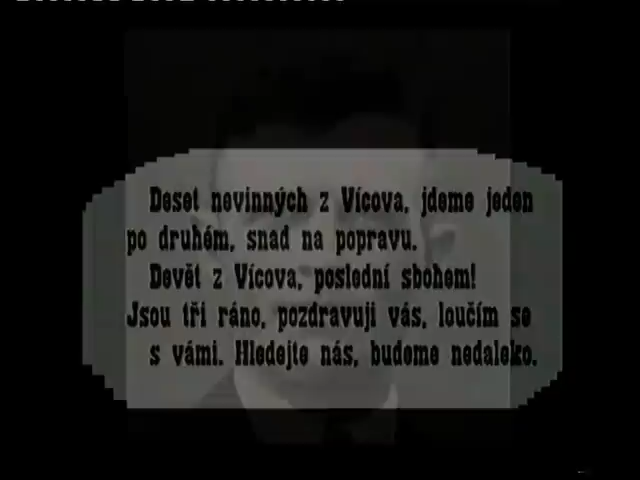 Deset nevinných z Vícova, jdeme jeden
po druhém, snad na popravu.
Devět z Vícova, poslední sbohem!
Jsou tři ráno, pozdravuji vás, loučím se
s vámi. Hledejte nás, budeme nedaleko.